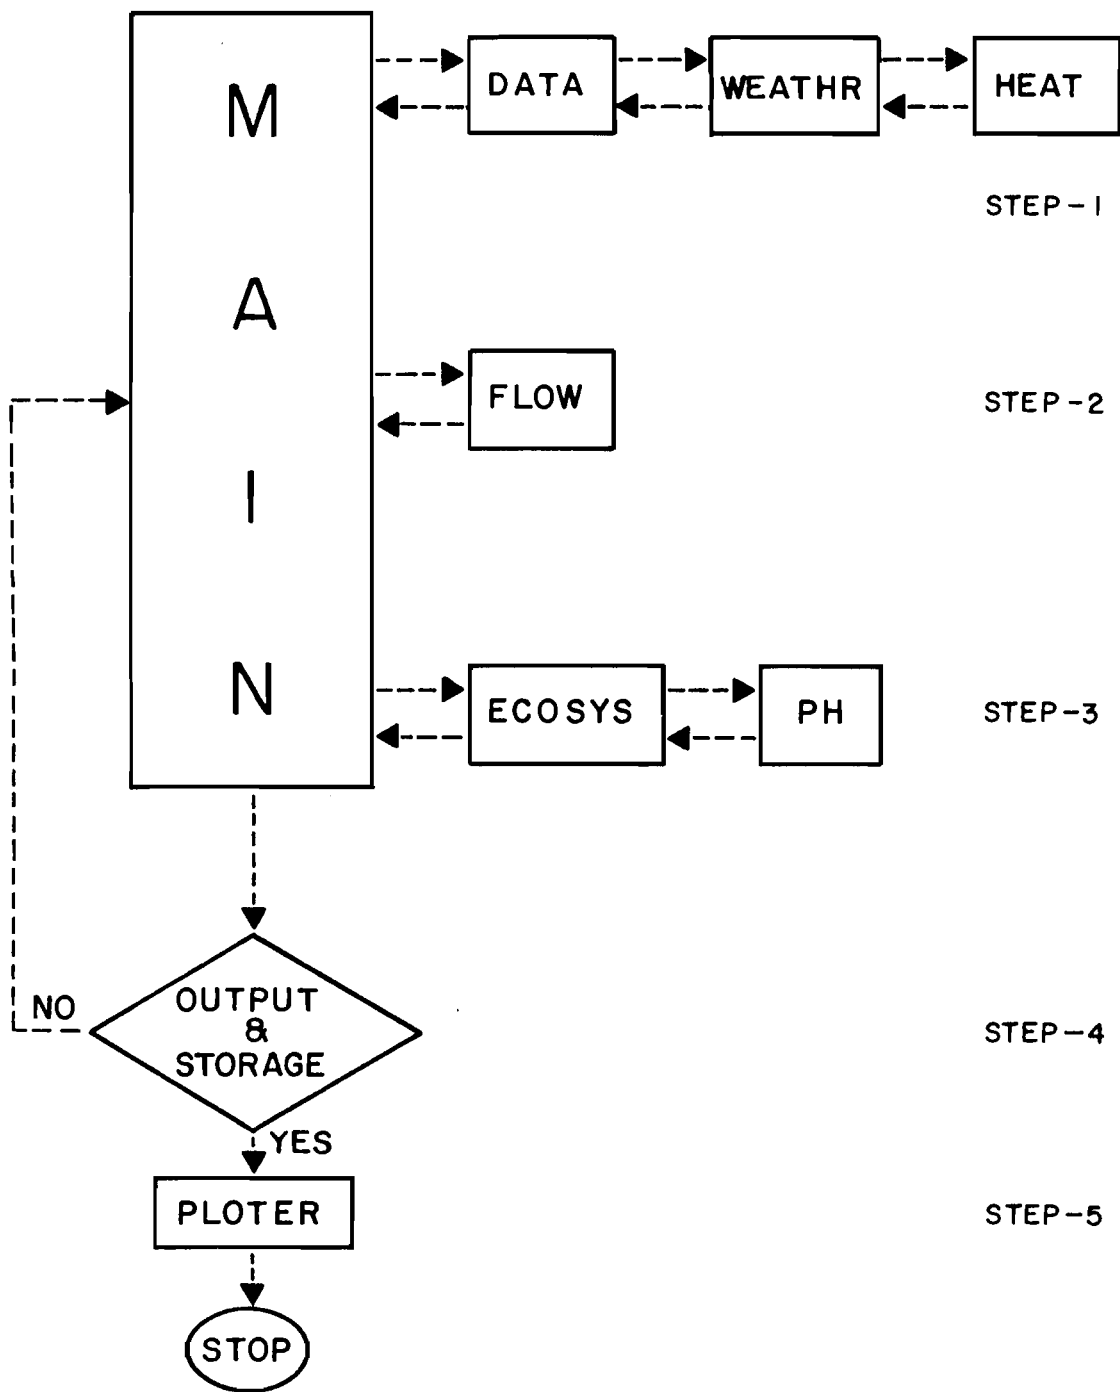 MAIN
DATA
WEATHR
HEAT
STEP-1
FLOW
STEP-2
ECOSYS
PH
STEP-3
NO
OUTPUT
&
STORAGE
STEP-4
YES
PLOTER
STEP-5
STOP